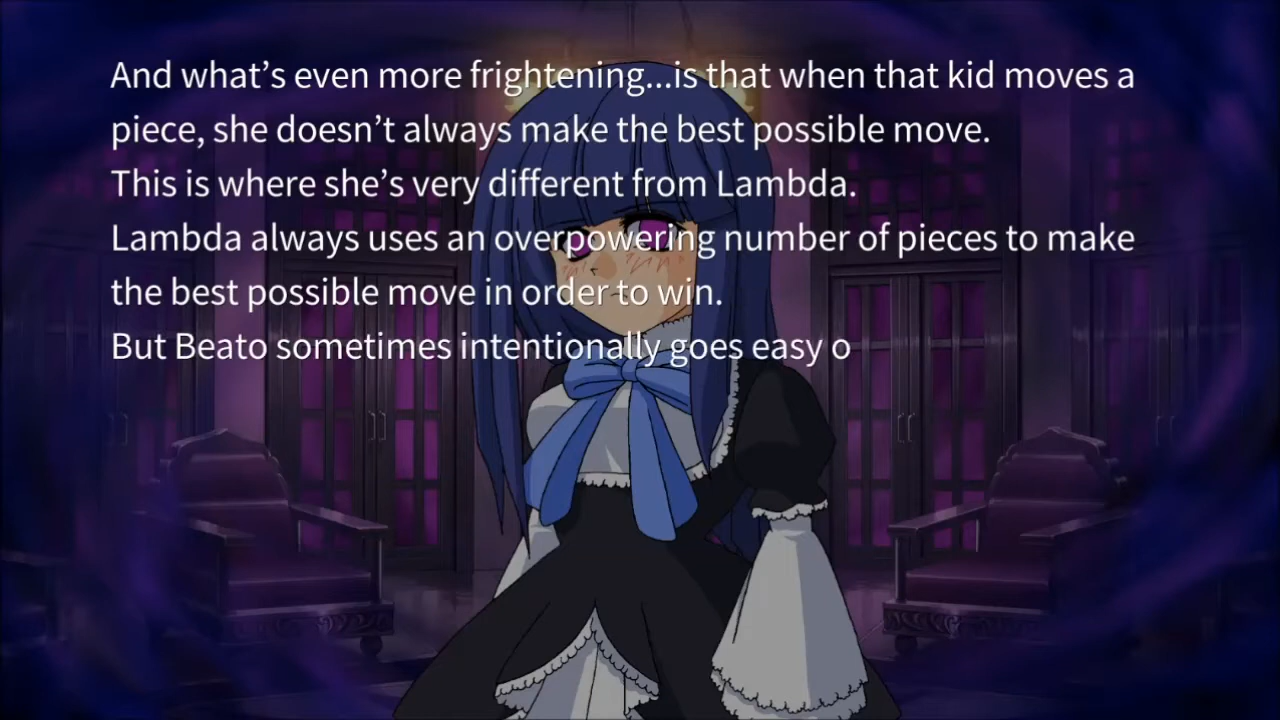 And what’s even more frightening...is that when that kid moves a
piece, she doesn’t always make the best possible move.
This is where she’s very different from Lambda.
Lambda always uses an overpowering number of pieces to make
the best possible move in order to win.
But Beato sometimes intentionally goes easy o